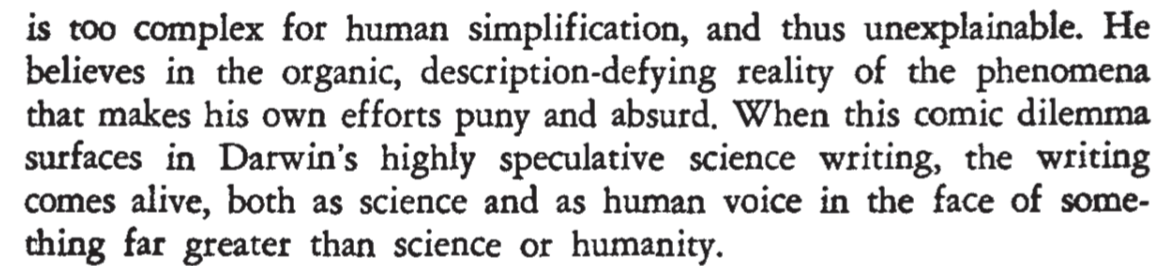 is too complex for human simplification, and thus unexplainable. He
believes in the organic, description-defying reality of the phenomena
that makes his own efforts puny and absurd. When this comic dilemma
surfaces in Darwin's highly speculative science writing, the writing
comes alive, both as science and as human voice in the face of some-
thing far greater than science or humanity.